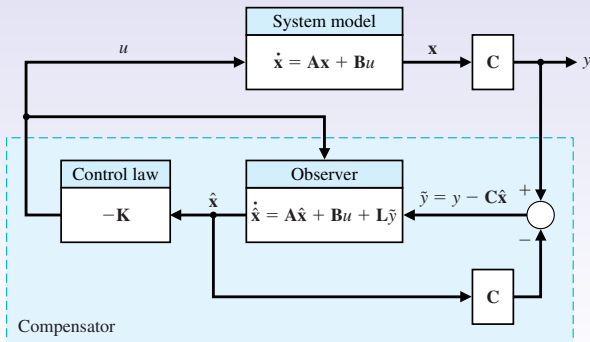 System model
u
ẋ = Ax + Bu
x
C
y
Control law
Observer
−K
x̂
x̂̇ = Ax̂ + Bu + Lỹ
ỹ = y − Cx̂
+
−
C
Compensator